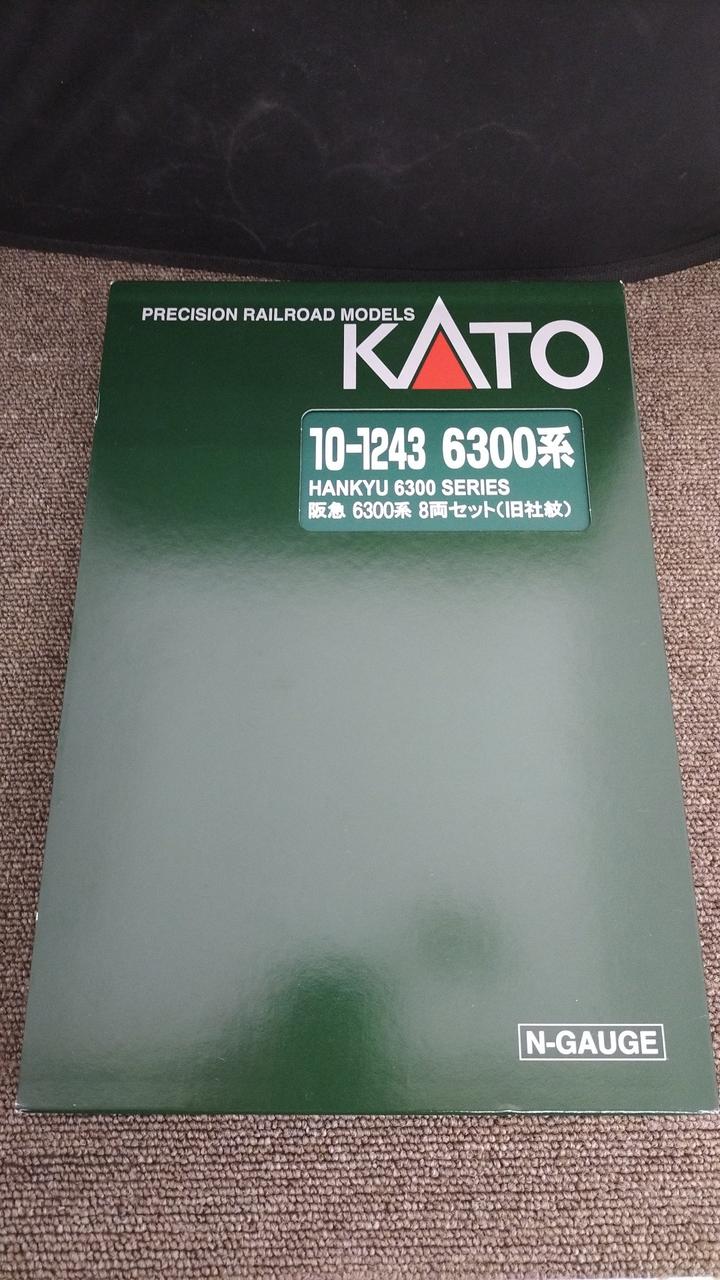 PRECISION RAILROAD MODELS
KATO
10-1243 6300系
HANKYU 6300 SERIES
阪急 6300系 8両セット(旧社紋)
N-GAUGE